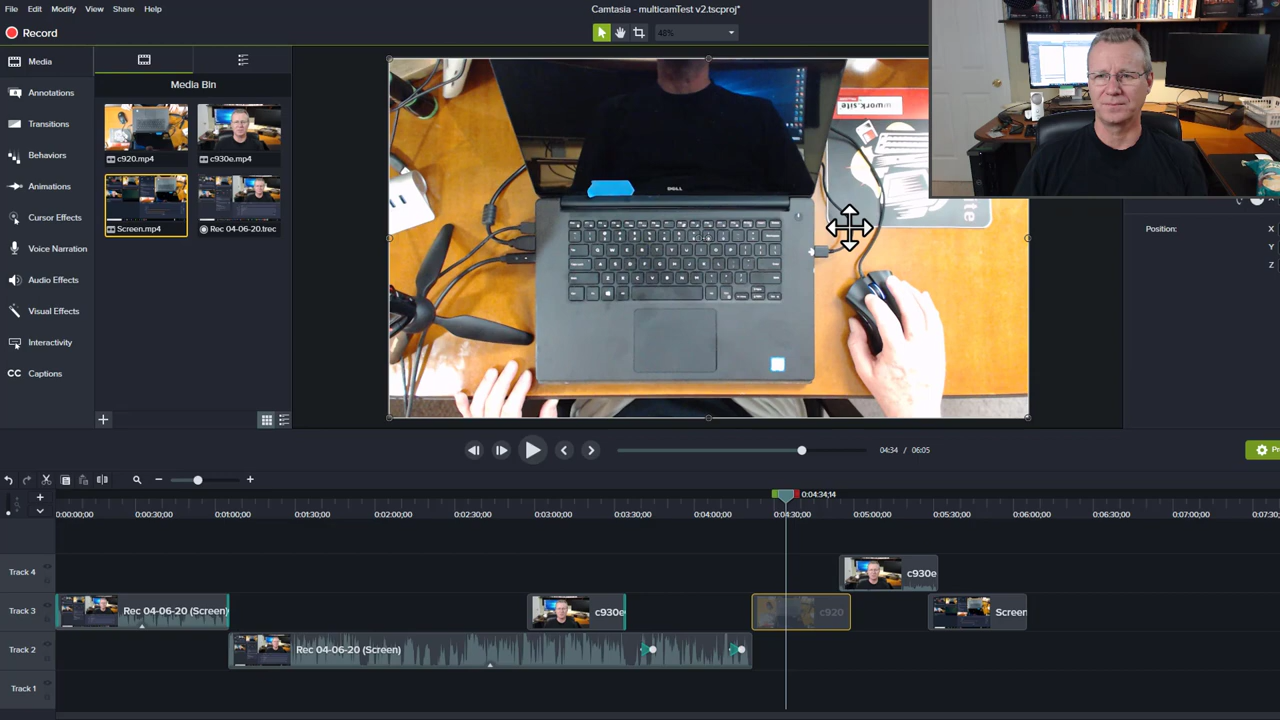 File Edit Modify View Share Help
Camtasia - multicamTest v2.tscproj*
Record
48%
Media
Annotations
Transitions
Behaviors
Animations
Cursor Effects
Voice Narration
Audio Effects
Visual Effects
Interactivity
Captions
Media Bin
c920.mp4
c930e.mp4
Screen.mp4
Rec 04-06-20.trec
work.site
site
DELL
Position:
X
Y
Z
04:34 / 06:05
Pr
0:04:34;14
0:00:00;00 0:00:30;00 0:01:00;00 0:01:30;00 0:02:00;00 0:02:30;00 0:03:00;00 0:03:30;00 0:04:00;00 0:04:30;00 0:05:00;00 0:05:30;00 0:06:00;00 0:06:30;00 0:07:00;00 0:07:30;
Track 4
c930e
Track 3
Rec 04-06-20 (Screen)
c930e
c920
Screen
Track 2
Rec 04-06-20 (Screen)
Track 1